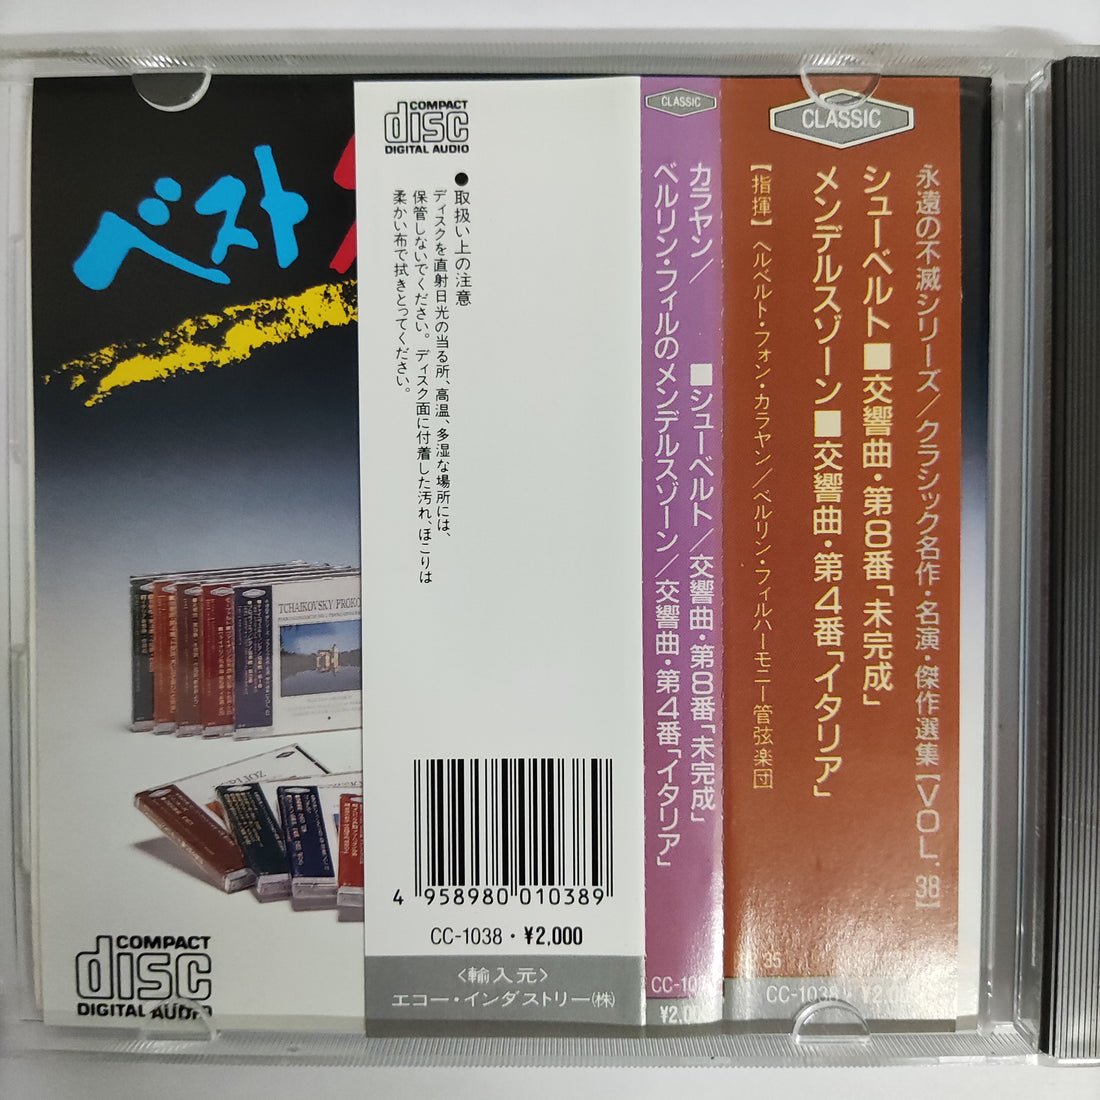 ベスト
COMPACT
disc
DIGITAL AUDIO
●取扱い上の注意
ディスクを直射日光の当る所、高温、多湿な場所には、
保管しないでください。ディスク面に付着した汚れ、ほこりは
柔かい布で拭きとってください。
4 958980 010389
CC-1038・¥2,000
〈輸入元〉
エコー・インダストリー㈱
CLASSIC
■シューベルト/交響曲・第8番「未完成」
カラヤン/
ベルリン・フィルのメンデルスゾーン/交響曲・第4番「イタリア」
CC-10
¥2,0
CLASSIC
永遠の不滅シリーズ/クラシック名作・名演・傑作選集【VOL.38】
シューベルト■交響曲・第8番「未完成」
メンデルスゾーン■交響曲・第4番「イタリア」
【指揮】ヘルベルト・フォン・カラヤン/ベルリン・フィルハーモニー管弦楽団
35
CC-1038
TCHAIKOVSKY PROKO
COMPACT
disc
DIGITAL AUDIO